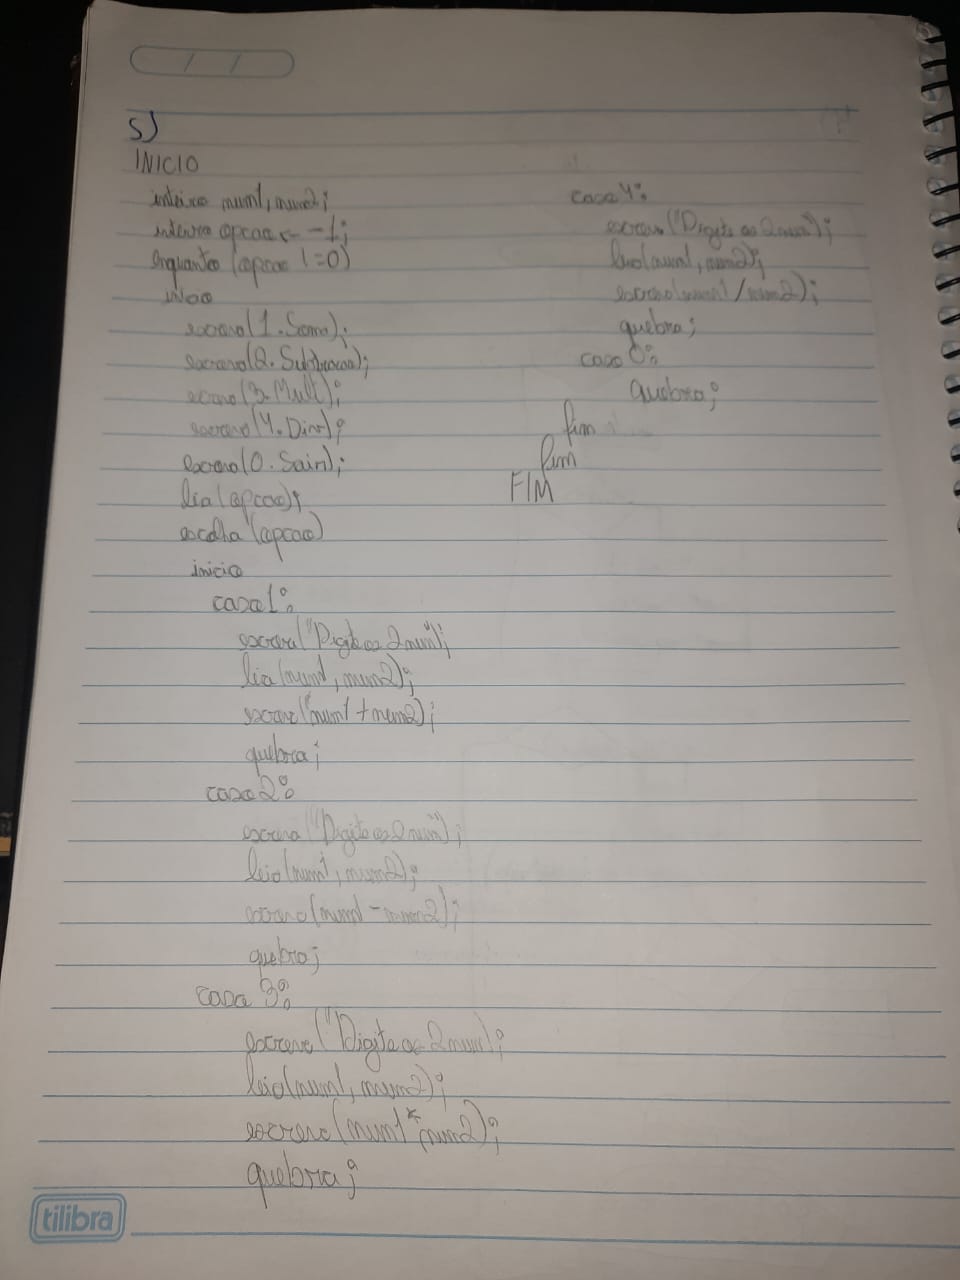 5)
INICIO
inteiro num1, num2;
inteiro opcao <- -1;
enquanto (opcao != 0)
escreva(1. Soma);
escreva(2. Subtracao);
escreva(3. Mult);
escreva(4. Div);
escreva(0. Sair);
leia(opcao);
escolha (opcao)
inicio
caso 1:
escreva("Digite os 2 num");
leia(num1, num2);
escreva(num1 + num2);
quebra;
caso 2:
escreva("Digite os 2 num");
leia(num1, num2);
escreva(num1 - num2);
quebra;
caso 3:
escreva("Digite os 2 num);
leia(num1, num2);
escreva(num1 * num2);
quebra;
caso 4:
escreva("Digite os 2 num");
leia(num1, num2);
escreva(num1 / num2);
quebra;
caso 0:
quebra;
fim
fim
FIM
tilibra